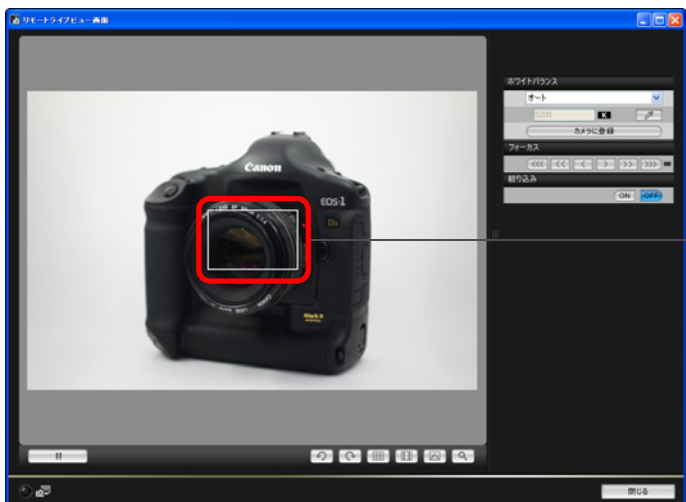 リモートライブビュー画面
ホワイトバランス
オート
5200
K
カメラに登録
フォーカス
<<< << < > >> >>> ∞
絞り込み
ON OFF
Canon
EOS-1
Ds
Mark II
II
閉じる